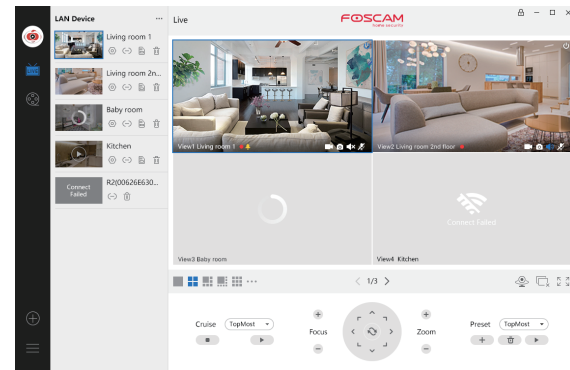 LAN Device
Live
FOSCAM
home security
Living room 1
Living room 2n...
Baby room
Kitchen
Connect
Failed
R2(00626E630...
View1 Living room 1
View2 Living room 2nd floor
Connect Failed
View3 Baby room
View4 Kitchen
1/3
Cruise
TopMost
Focus
Zoom
Preset
TopMost